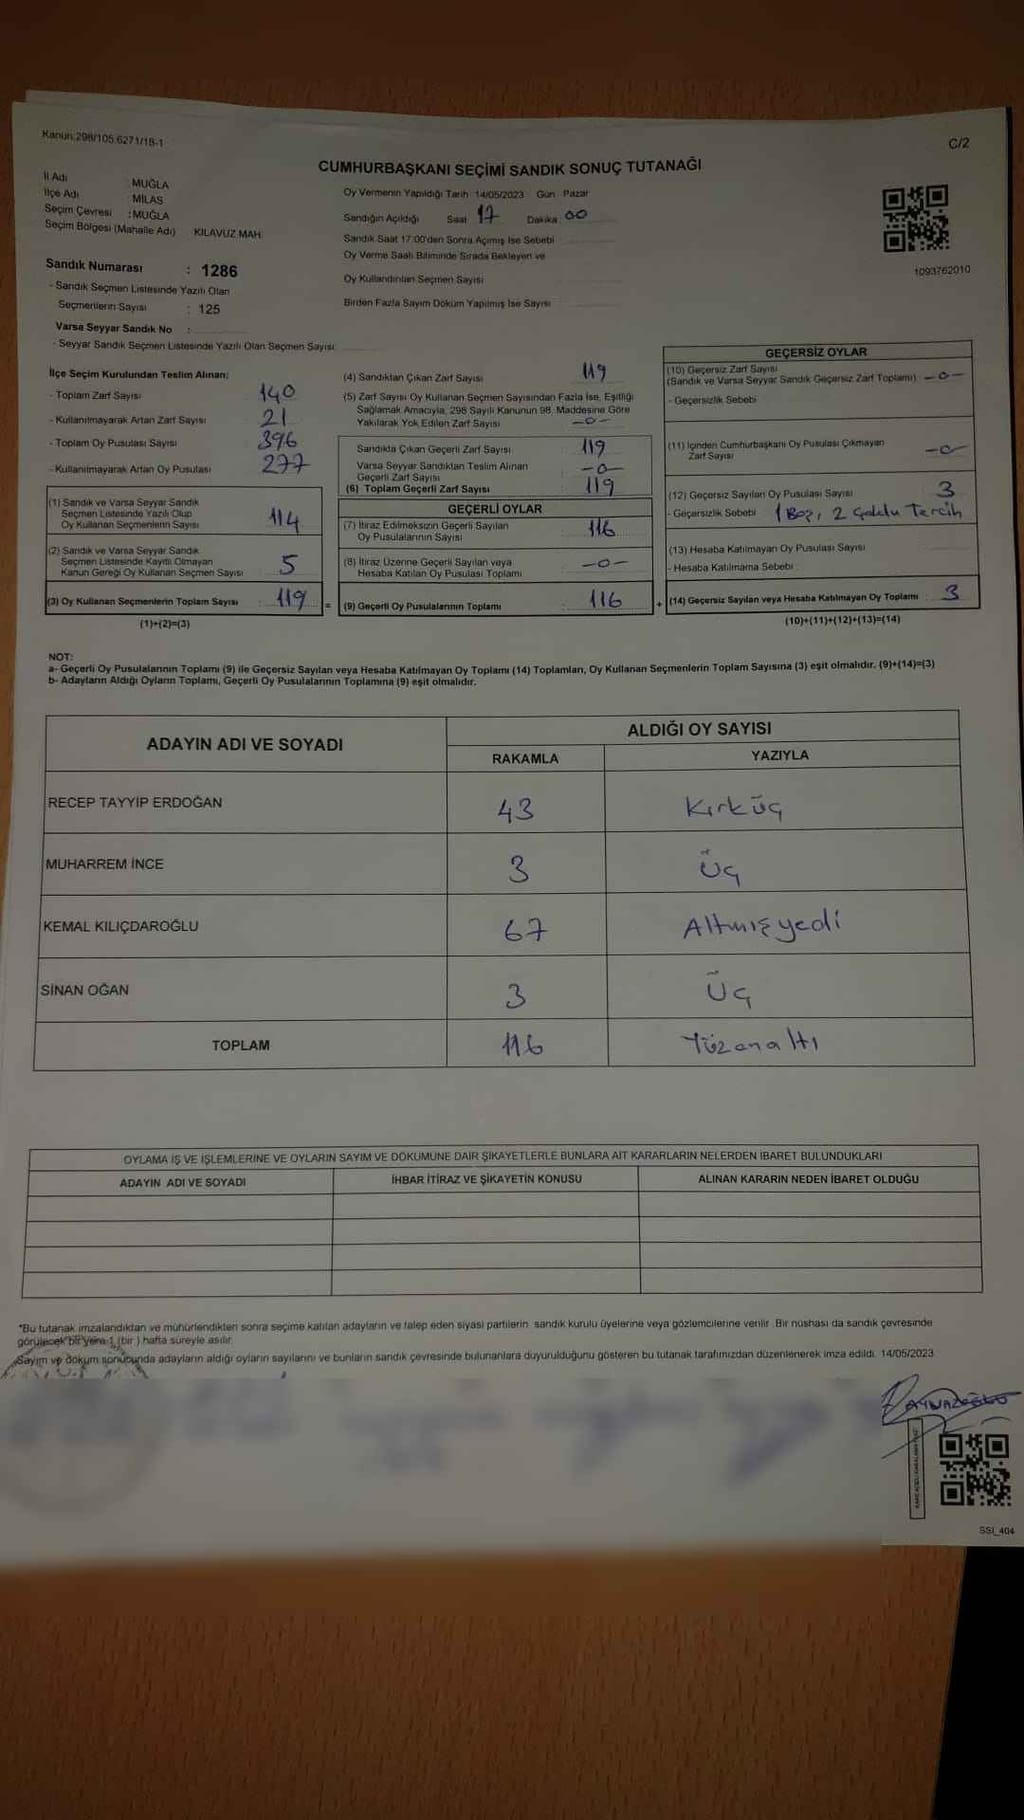 Kanun:298/105.6271/18-1
C/2
CUMHURBAŞKANI SEÇİMİ SANDIK SONUÇ TUTANAĞI
İl Adı : MUĞLA
İlçe Adı : MİLAS
Seçim Çevresi : MUĞLA
Seçim Bölgesi (Mahalle Adı) KILAVUZ MAH.
Oy Vermenin Yapıldığı Tarih 14/05/2023 Gün Pazar
Sandığın Açıldığı Saat 17 Dakika 00
Sandık Saat 17:00'den Sonra Açımış İse Sebebi
Oy Verme Saati Bitiminde Sırada Bekleyen ve
Oy Kullandırılan Seçmen Sayısı
Birden Fazla Sayım Döküm Yapılmış İse Sayısı
1093762010
Sandık Numarası : 1286
- Sandık Seçmen Listesinde Yazılı Olan
Seçmenlerin Sayısı : 125
Varsa Seyyar Sandık No :
- Seyyar Sandık Seçmen Listesinde Yazılı Olan Seçmen Sayısı:
İlçe Seçim Kurulundan Teslim Alınan;
- Toplam Zarf Sayısı 140
- Kullanılmayarak Artan Zarf Sayısı 21
- Toplam Oy Pusulası Sayısı 396
- Kullanılmayarak Artan Oy Pusulası 277
(1) Sandık ve Varsa Seyyar Sandık
Seçmen Listesinde Yazılı Olup
Oy Kullanan Seçmenlerin Sayısı 114
(2) Sandık ve Varsa Seyyar Sandık
Seçmen Listesinde Kayıtlı Olmayan
Kanun Gereği Oy Kullanan Seçmen Sayısı 5
(3) Oy Kullanan Seçmenlerin Toplam Sayısı 119 =
(1)+(2)=(3)
(4) Sandıktan Çıkan Zarf Sayısı 119
(5) Zarf Sayısı Oy Kullanan Seçmen Sayısından Fazla İse, Eşitliği
Sağlamak Amacıyla, 298 Sayılı Kanunun 98. Maddesine Göre
Yakılarak Yok Edilen Zarf Sayısı -0-
Sandıkta Çıkan Geçerli Zarf Sayısı 119
Varsa Seyyar Sandıktan Teslim Alınan
Geçerli Zarf Sayısı -0-
(6) Toplam Geçerli Zarf Sayısı 119
GEÇERLİ OYLAR
(7) İtiraz Edilmeksizin Geçerli Sayılan
Oy Pusulalarının Sayısı 116
(8) İtiraz Üzerine Geçerli Sayılan veya
Hesaba Katılan Oy Pusulası Toplamı -0-
(9) Geçerli Oy Pusulalarının Toplamı : 116 +
GEÇERSİZ OYLAR
(10) Geçersiz Zarf Sayısı
(Sandık ve Varsa Seyyar Sandık Geçersiz Zarf Toplamı) -0-
- Geçersizlik Sebebi
(11) İçinden Cumhurbaşkanı Oy Pusulası Çıkmayan
Zarf Sayısı -0-
(12) Geçersiz Sayılan Oy Pusulası Sayısı 3
- Geçersizlik Sebebi 1 Boş, 2 Çoklu Tercih
(13) Hesaba Katılmayan Oy Pusulası Sayısı
- Hesaba Katılmama Sebebi
(14) Geçersiz Sayılan veya Hesaba Katılmayan Oy Toplamı : 3
(10)+(11)+(12)+(13)=(14)
NOT:
a- Geçerli Oy Pusulalarının Toplamı (9) ile Geçersiz Sayılan veya Hesaba Katılmayan Oy Toplamı (14) Toplamları, Oy Kullanan Seçmenlerin Toplam Sayısına (3) eşit olmalıdır. (9)+(14)=(3)
b- Adayların Aldığı Oyların Toplamı, Geçerli Oy Pusulalarının Toplamına (9) eşit olmalıdır.
ADAYIN ADI VE SOYADI
ALDIĞI OY SAYISI
RAKAMLA YAZIYLA
RECEP TAYYİP ERDOĞAN 43 Kırküç
MUHARREM İNCE 3 Üç
KEMAL KILIÇDAROĞLU 67 Altmışyedi
SİNAN OĞAN 3 Üç
TOPLAM 116 Yüzonaltı
OYLAMA İŞ VE İŞLEMLERİNE VE OYLARIN SAYIM VE DÖKÜMÜNE DAİR ŞİKAYETLERLE BUNLARA AİT KARARLARIN NELERDEN İBARET BULUNDUKLARI
ADAYIN ADI VE SOYADI İHBAR İTİRAZ VE ŞİKAYETİN KONUSU ALINAN KARARIN NEDEN İBARET OLDUĞU
*Bu tutanak imzalandıktan ve mühürlendikten sonra seçime katılan adayların ve talep eden siyasi partilerin sandık kurulu üyelerine veya gözlemcilerine verilir. Bir nüshası da sandık çevresinde
görülecek bir yere 1 (bir ) hafta süreyle asılır.
Sayım ve döküm sonucunda adayların aldığı oyların sayılarını ve bunların sandık çevresinde bulunanlara duyurulduğunu gösteren bu tutanak tarafımızdan düzenlenerek imza edildi. 14/05/2023
SSI_404